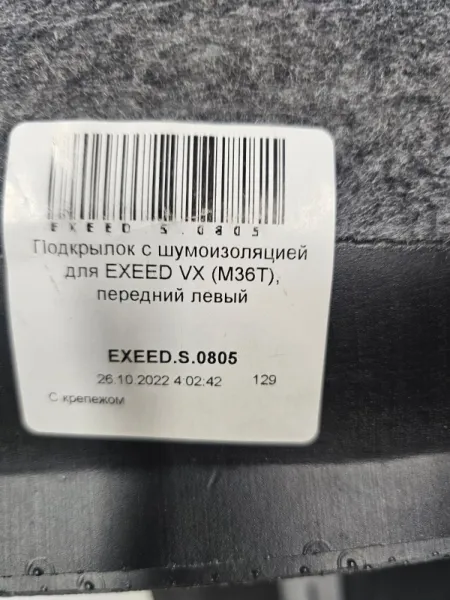 EXEED S.0805
Подкрылок с шумоизоляцией
для EXEED VX (M36T),
передний левый
EXEED.S.0805
26.10.2022 4:02:42 129
С крепежом